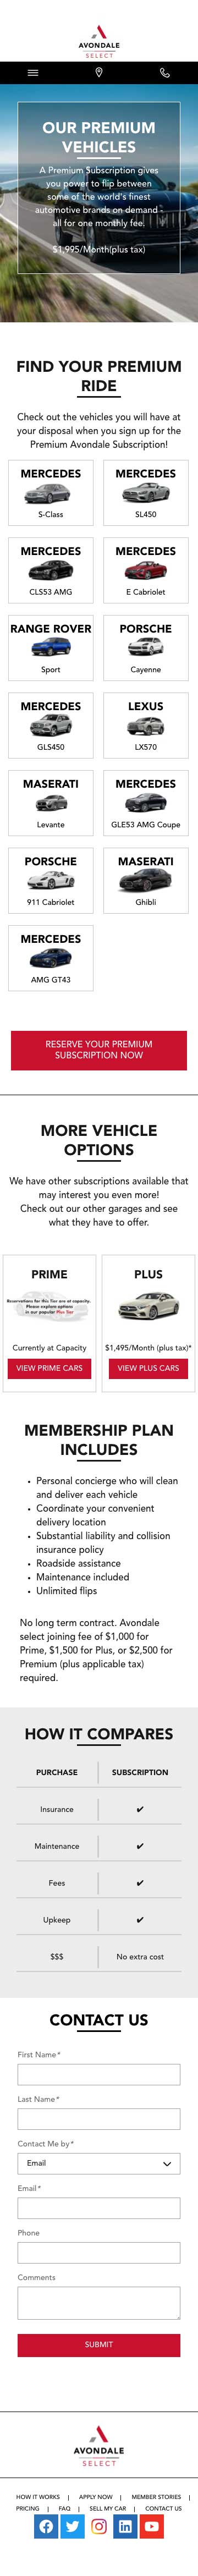 AVONDALE
SELECT
OUR PREMIUM
VEHICLES
A Premium Subscription gives
you power to flip between
some of the world's finest
automotive brands on demand -
all for one monthly fee.
$1,995/Month(plus tax)
FIND YOUR PREMIUM
RIDE
Check out the vehicles you will have at
your disposal when you sign up for the
Premium Avondale Subscription!
MERCEDES
S-Class
MERCEDES
SL450
MERCEDES
CLS53 AMG
MERCEDES
E Cabriolet
RANGE ROVER
Sport
PORSCHE
Cayenne
MERCEDES
GLS450
LEXUS
LX570
MASERATI
Levante
MERCEDES
GLE53 AMG Coupe
PORSCHE
911 Cabriolet
MASERATI
Ghibli
MERCEDES
AMG GT43
RESERVE YOUR PREMIUM
SUBSCRIPTION NOW
MORE VEHICLE
OPTIONS
We have other subscriptions available that
may interest you even more!
Check out our other garages and see
what they have to offer.
PRIME
Reservations for this Tier are at capacity.
Please explore options
in our popular Plus Tier
Currently at Capacity
VIEW PRIME CARS
PLUS
$1,495/Month (plus tax)*
VIEW PLUS CARS
MEMBERSHIP PLAN
INCLUDES
• Personal concierge who will clean
and deliver each vehicle
• Coordinate your convenient
delivery location
• Substantial liability and collision
insurance policy
• Roadside assistance
• Maintenance included
• Unlimited flips
No long term contract. Avondale
select joining fee of $1,000 for
Prime, $1,500 for Plus, or $2,500 for
Premium (plus applicable tax)
required.
HOW IT COMPARES
PURCHASE SUBSCRIPTION
Insurance ✔
Maintenance ✔
Fees ✔
Upkeep ✔
$$$ No extra cost
CONTACT US
First Name*
Last Name*
Contact Me by*
Email
Email*
Phone
Comments
SUBMIT
AVONDALE
SELECT
HOW IT WORKS | APPLY NOW | MEMBER STORIES |
PRICING | FAQ | SELL MY CAR | CONTACT US